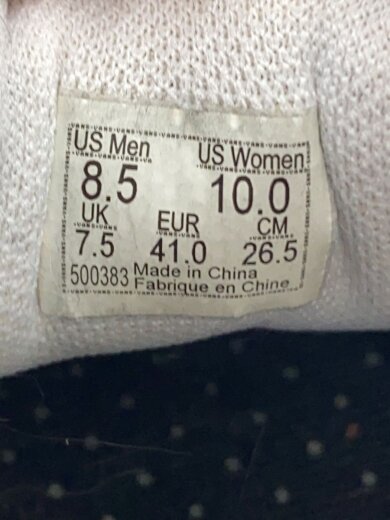 US Men US Women
8.5 10.0
UK EUR CM
7.5 41.0 26.5
500383 Made in China
Fabrique en Chine